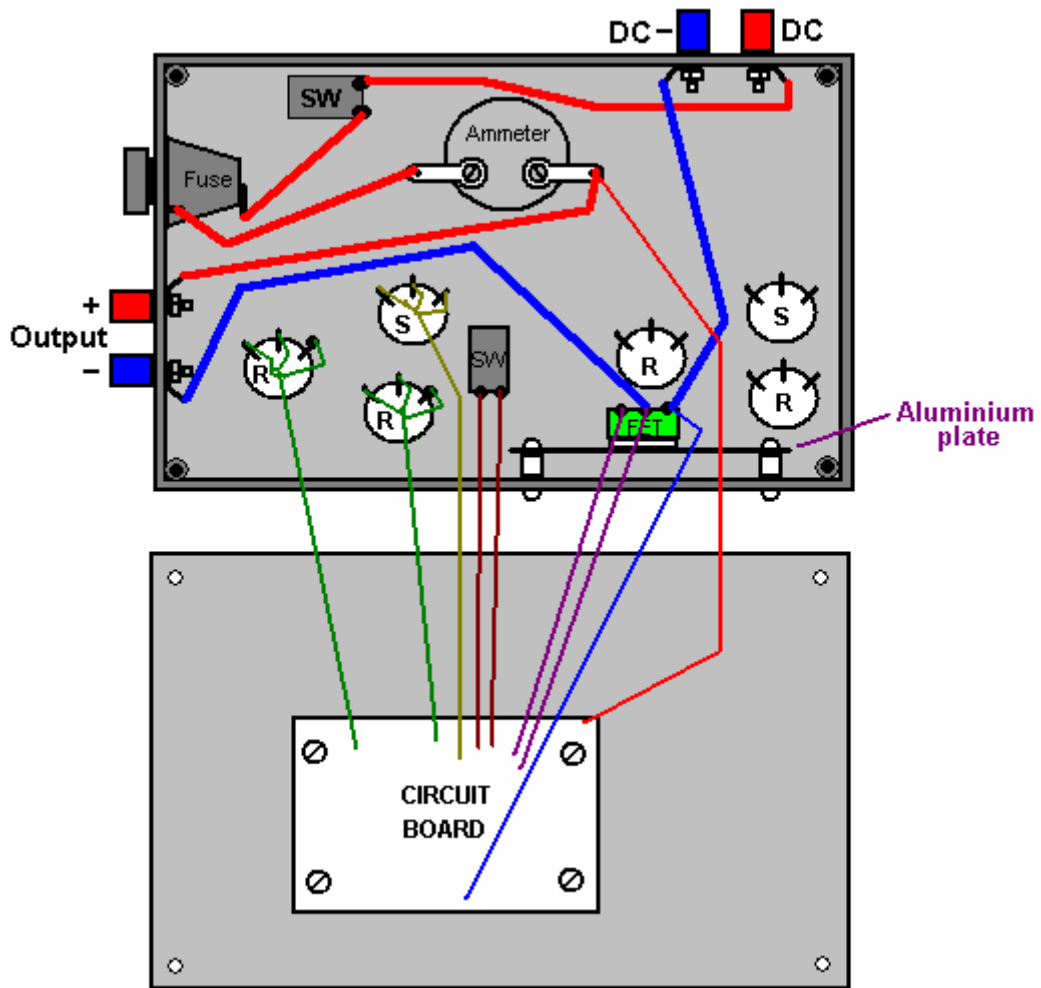 DC- DC
SW
Ammeter
Fuse
+
Output
-
S
S
R
SW
R
R
R
FET
Aluminium
plate
CIRCUIT
BOARD